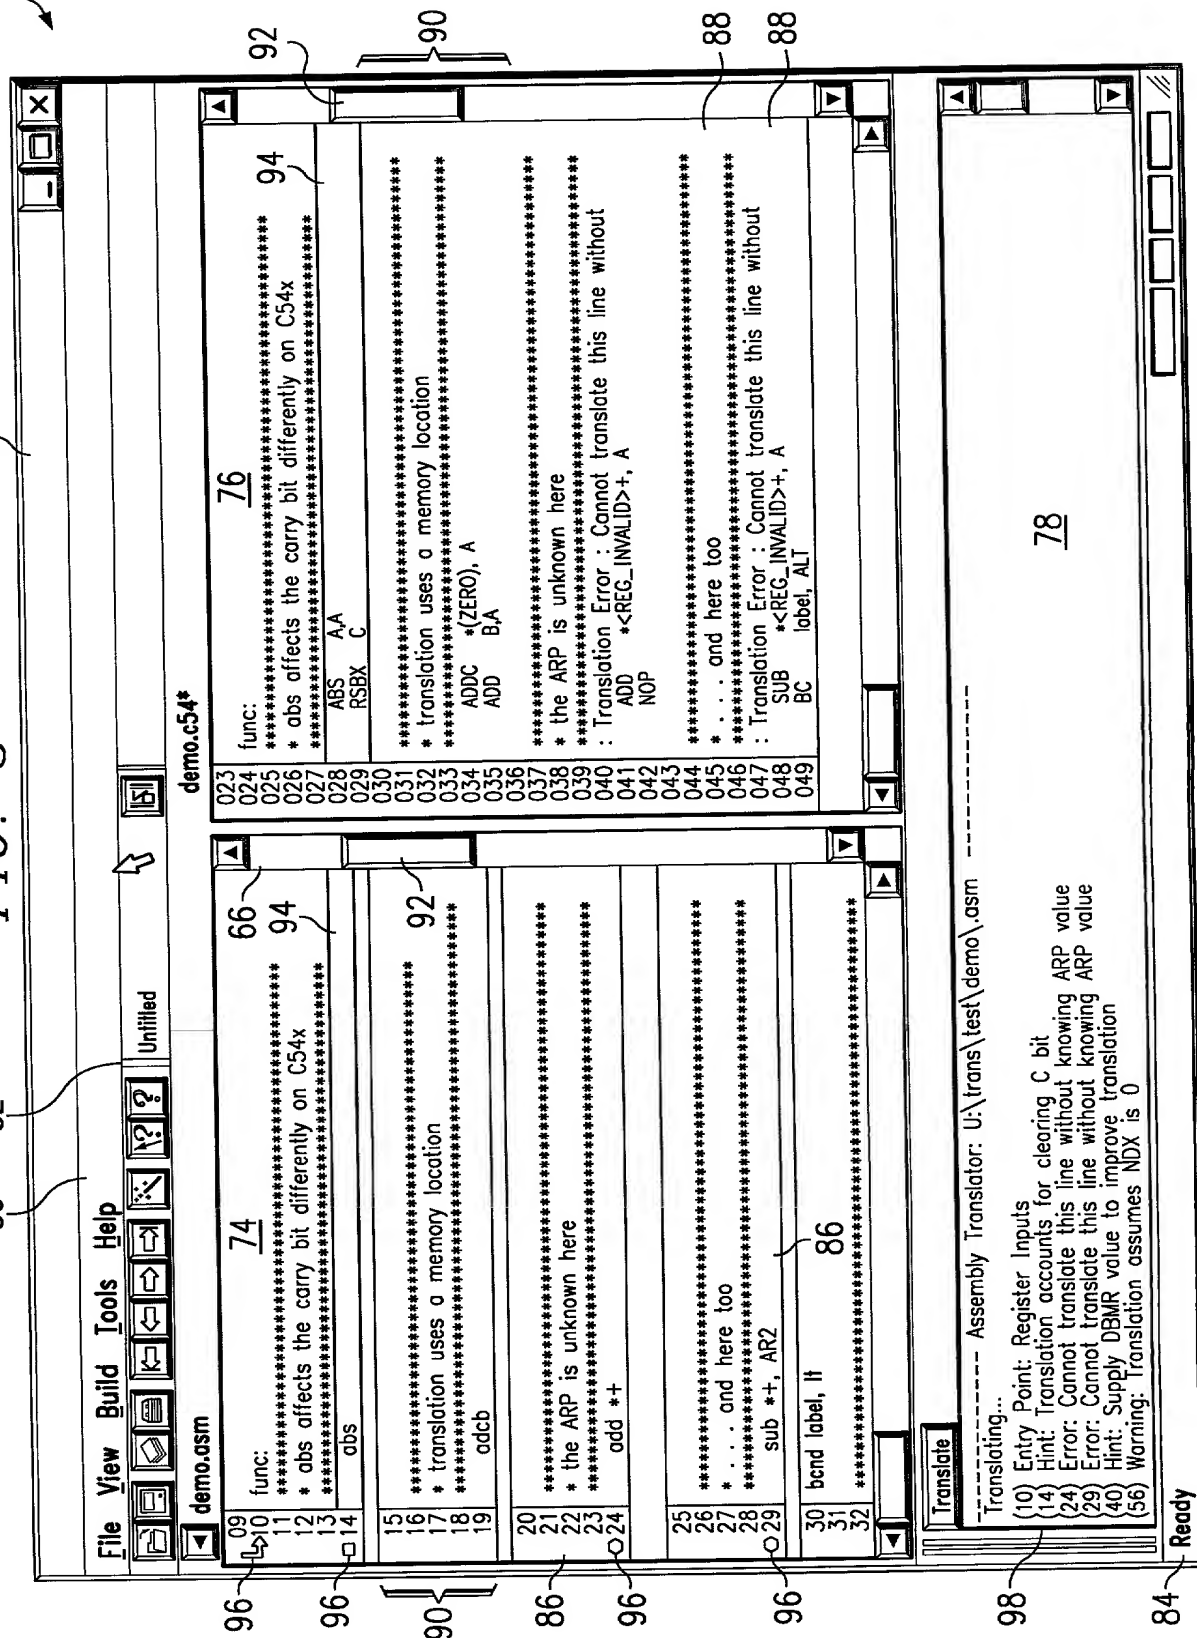 FIG. 5
File View Build Tools Help
Untitled
demo.asm
demo.c54*
74
66
94
09
10 func:
11 **********************************************
12 * abs affects the carry bit differently on C54x
13 **********************************************
14 abs
15
16 **********************************************
17 * translation uses a memory location
18 **********************************************
19 adcb
20
21 **********************************************
22 * the ARP is unknown here
23 **********************************************
24 add *+
25
26 **********************************************
27 * . . . and here too
28 **********************************************
29 sub *+, AR2
30 bcnd label, lt
31
32 **********************************************
96
96
90
86
96
96
92
86
76
94
92
90
88
88
023
024 func:
025 **********************************************
026 * abs affects the carry bit differently on C54x
027 **********************************************
028 ABS A,A
029 RSBX C
030
031 **********************************************
032 * translation uses a memory location
033 **********************************************
034 ADDC *(ZERO), A
035 ADD B,A
036
037 **********************************************
038 * the ARP is unknown here
039 **********************************************
040 : Translation Error : Cannot translate this line without
041 ADD *<REG_INVALID>+, A
042 NOP
043
044 **********************************************
045 * . . . and here too
046 **********************************************
047 : Translation Error : Cannot translate this line without
048 SUB *<REG_INVALID>+, A
049 BC label, ALT
Translate
------------ Assembly Translator: U:\trans\test\demo\.asm ------------
Translating...
(10) Entry Point: Register Inputs
(14) Hint: Translation accounts for clearing C bit
(24) Error: Cannot translate this line without knowing ARP value
(29) Error: Cannot translate this line without knowing ARP value
(40) Hint: Supply DBMR value to improve translation
(56) Warning: Translation assumes NDX is 0
78
98
84
Ready